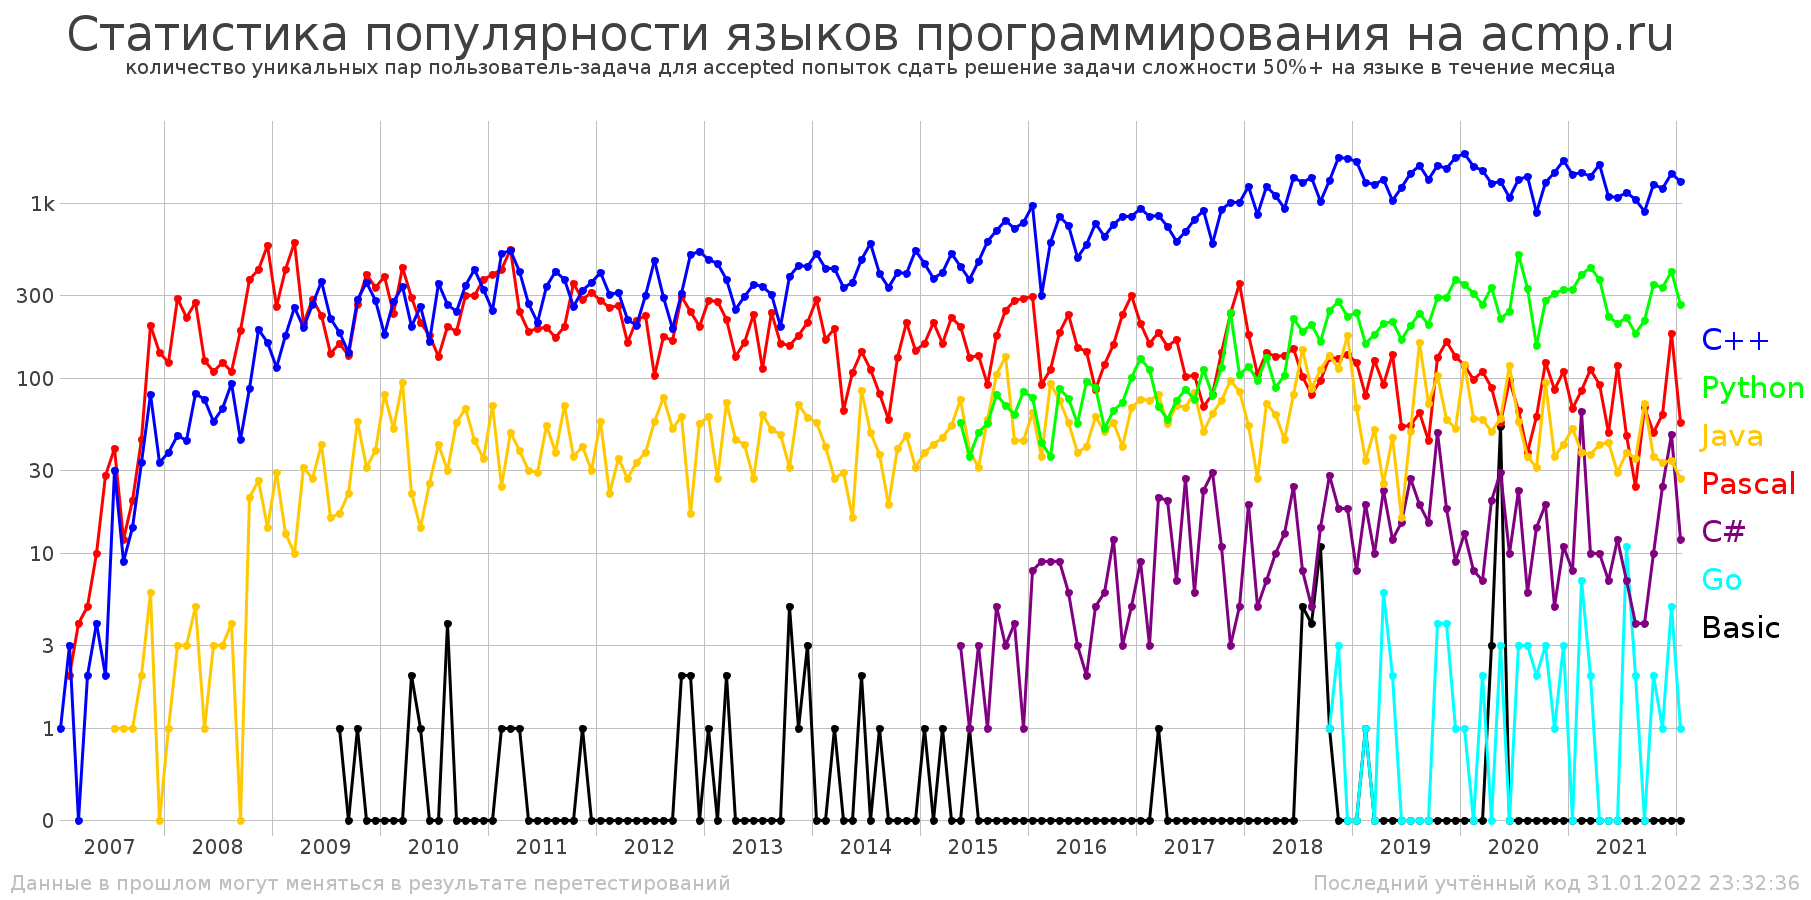 Статистика популярности языков программирования на acmp.ru
количество уникальных пар пользователь-задача для accepted попыток сдать решение задачи сложности 50%+ на языке в течение месяца
1k
300
100
30
10
3
1
0
C++
Python
Java
Pascal
C#
Go
Basic
2007 2008 2009 2010 2011 2012 2013 2014 2015 2016 2017 2018 2019 2020 2021
Данные в прошлом могут меняться в результате перетестирований
Последний учтённый код 31.01.2022 23:32:36